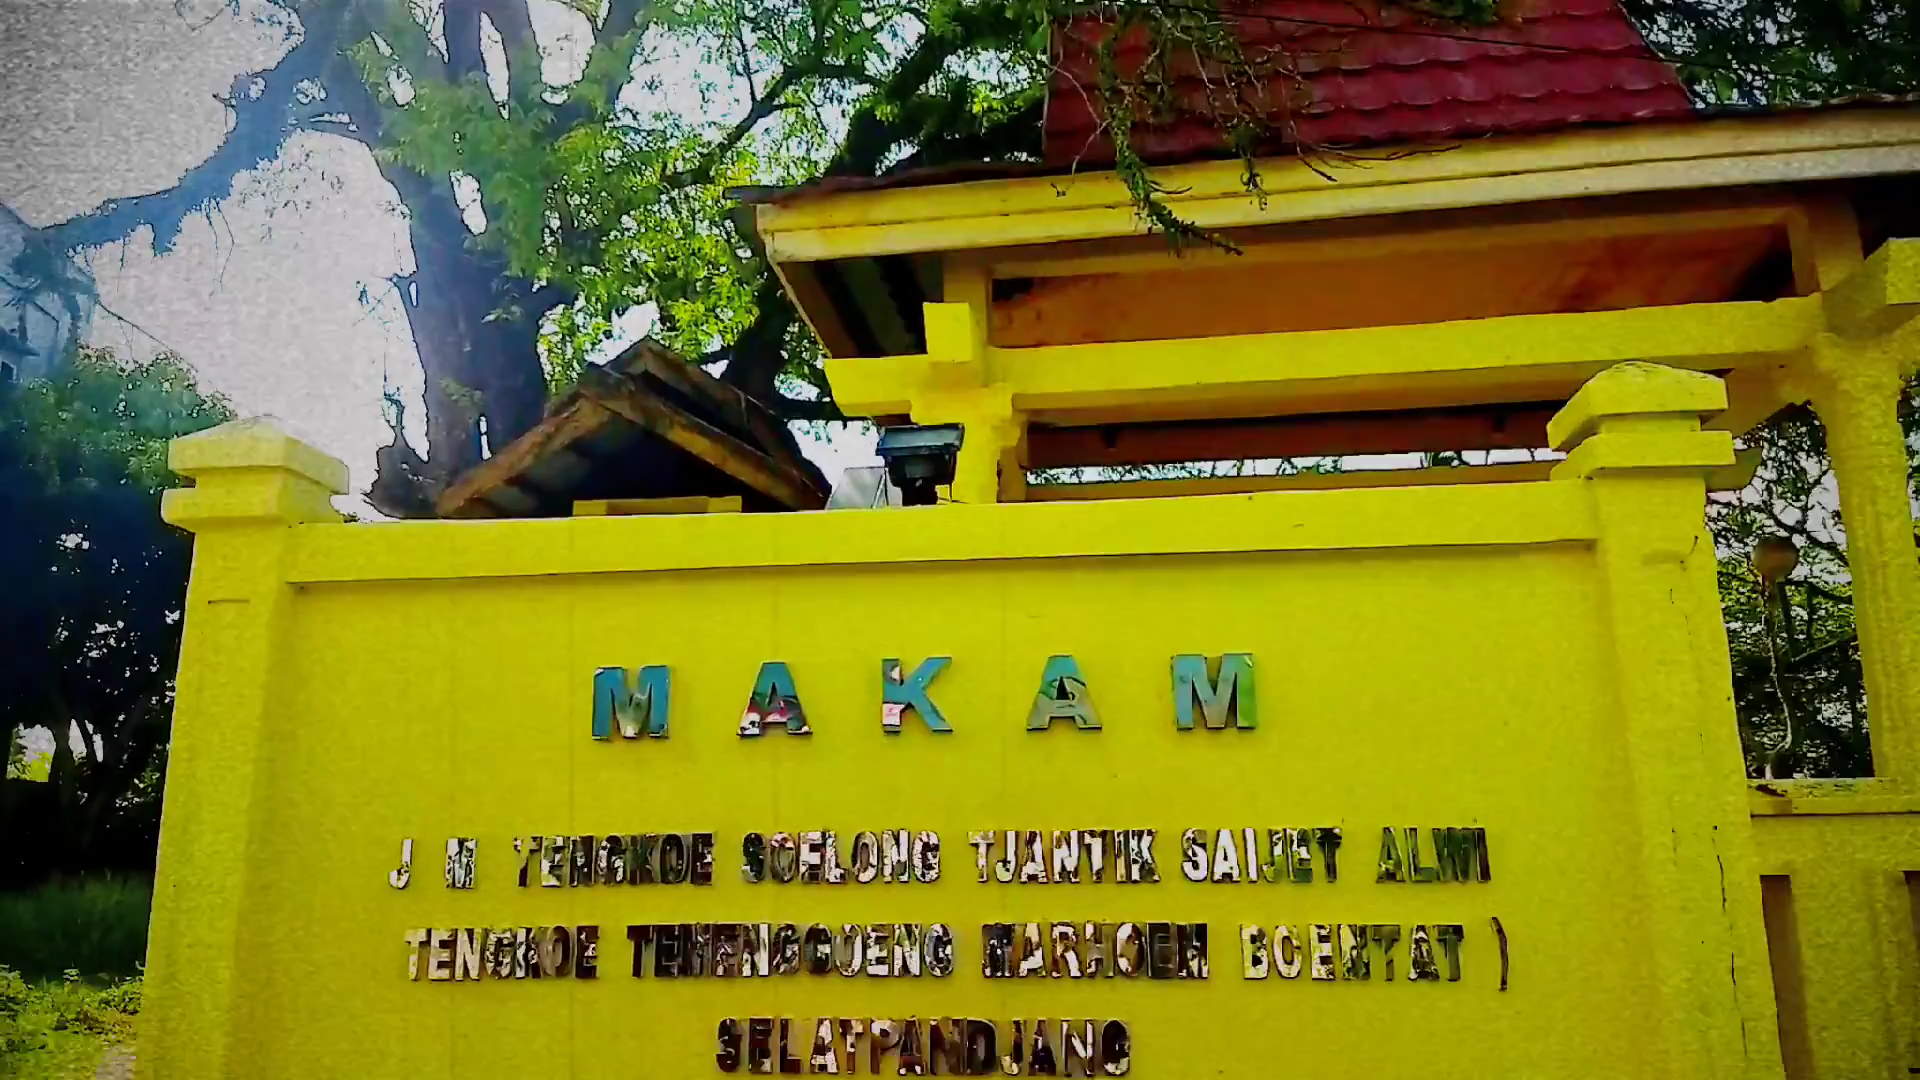 MAKAM
J M TENGKOE SOELONG TJANTIK SAIJET ALWI
TENGKOE TEMENGGOENG MARHOEM BOENTAT )
SELATPANDJANG